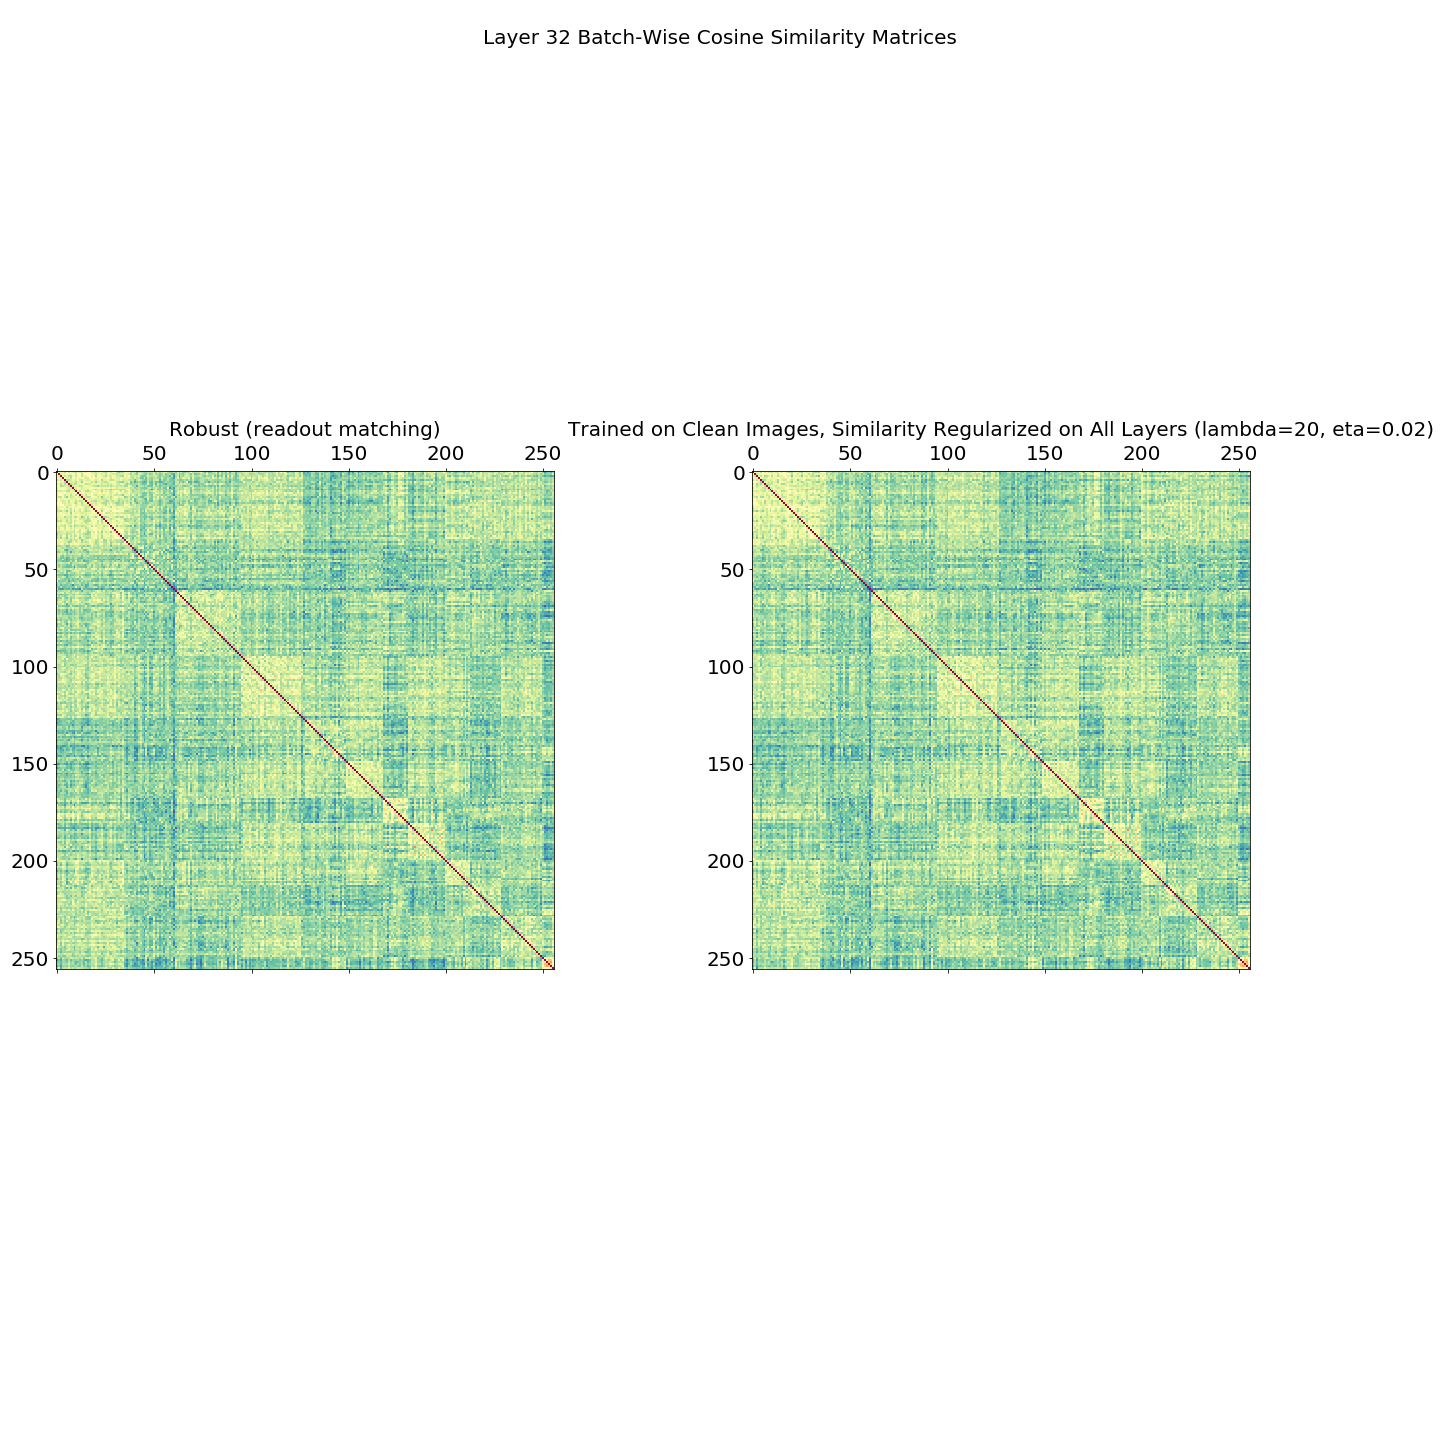 Layer 32 Batch-Wise Cosine Similarity Matrices
Robust (readout matching)
0 50 100 150 200 250
0
50
100
150
200
250
Trained on Clean Images, Similarity Regularized on All Layers (lambda=20, eta=0.02)
0 50 100 150 200 250
0
50
100
150
200
250